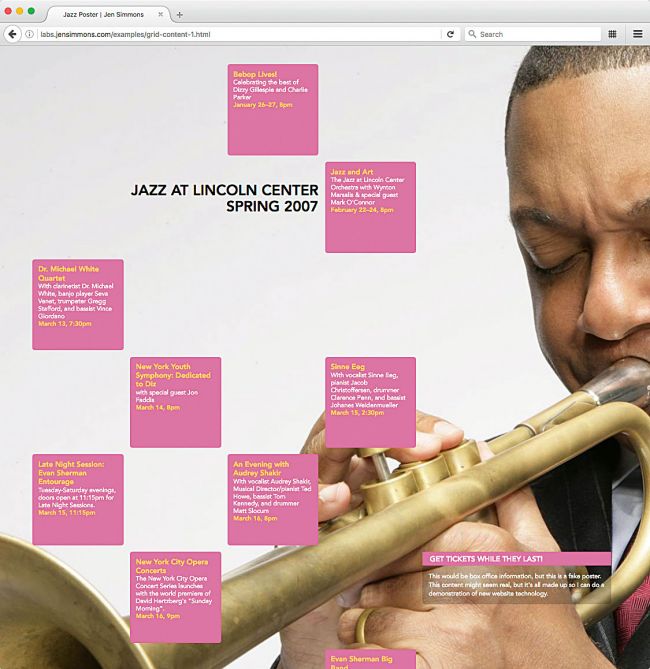 Jazz Poster | Jen Simmons
labs.jensimmons.com/examples/grid-content-1.html
Search
Bebop Lives!
Celebrating the best of
Dizzy Gillespie and Charlie
Parker
January 26–27, 8pm
JAZZ AT LINCOLN CENTER
SPRING 2007
Jazz and Art
The Jazz at Lincoln Center
Orchestra with Wynton
Marsalis & special guest
Mark O'Connor
February 22–24, 8pm
Dr. Michael White
Quartet
With clarinetist Dr. Michael
White, banjo player Seva
Venet, trumpeter Gregg
Stafford, and bassist Vince
Giordano
March 13, 7:30pm
New York Youth
Symphony: Dedicated
to Diz
with special guest Jon
Faddis
March 14, 8pm
Sinne Eeg
With vocalist Sinne Eeg,
pianist Jacob
Christoffersen, drummer
Clarence Penn, and bassist
Johanes Weidenmueller
March 15, 2:30pm
Late Night Session:
Evan Sherman
Entourage
Tuesday-Saturday evenings,
doors open at 11:15pm for
Late Night Sessions.
March 15, 11:15pm
An Evening with
Audrey Shakir
With vocalist Audrey Shakir,
Musical Director/pianist Ted
Howe, bassist Tom
Kennedy, and drummer
Matt Slocum
March 16, 8pm
New York City Opera
Concerts
The New York City Opera
Concert Series launches
with the world premiere of
David Hertzberg's "Sunday
Morning".
March 16, 9pm
GET TICKETS WHILE THEY LAST!
This would be box office information, but this is a fake poster.
This content might seem real, but it's all made up so I can do a
demonstration of new website technology.
Evan Sherman Big
Band